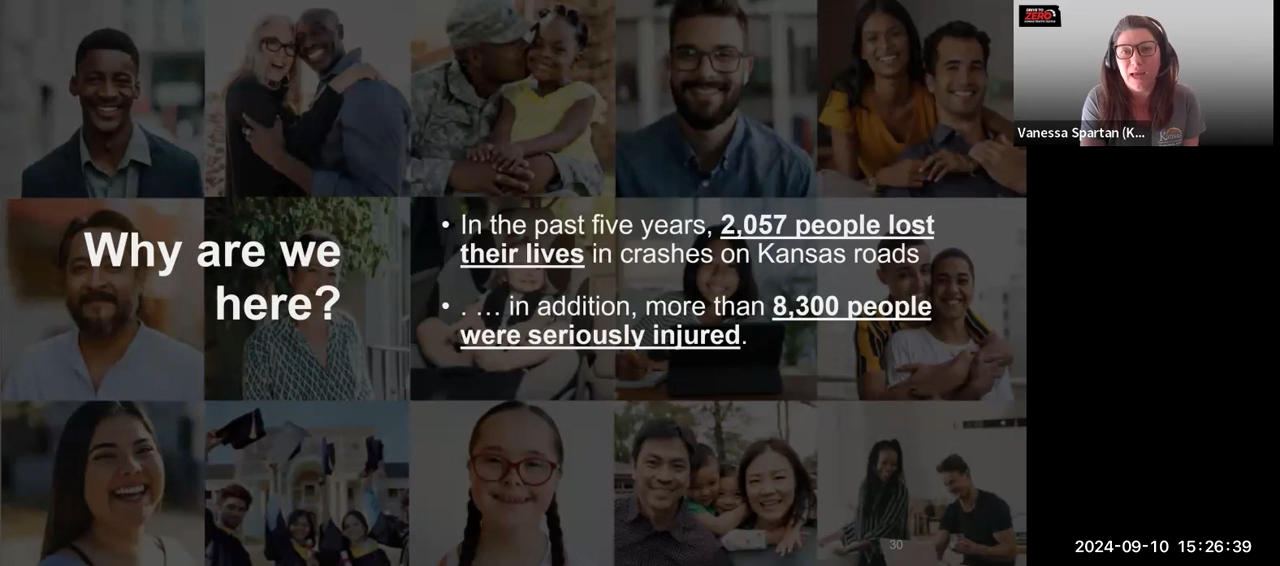 DRIVE TO
ZERO
Vanessa Spartan (K...
Why are we
here?
• In the past five years, 2,057 people lost
their lives in crashes on Kansas roads
• . … in addition, more than 8,300 people
were seriously injured.
30
2024-09-10 15:26:39